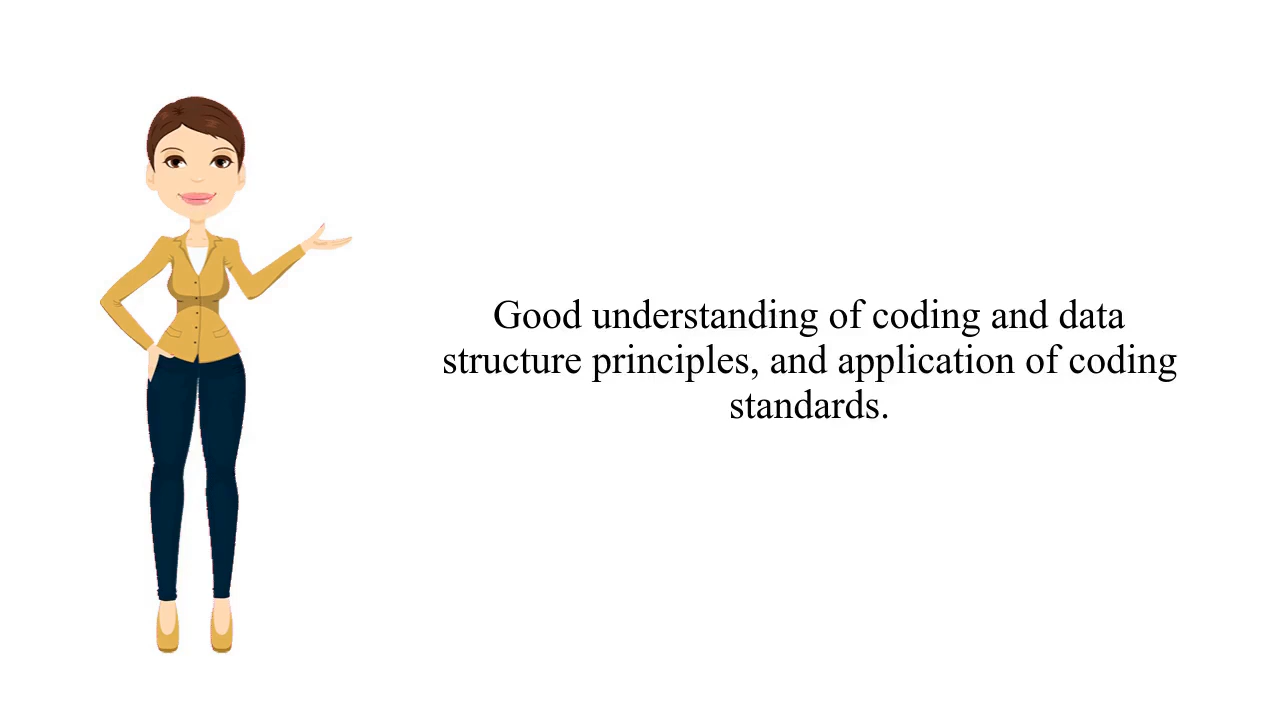 Good understanding of coding and data
structure principles, and application of coding
standards.